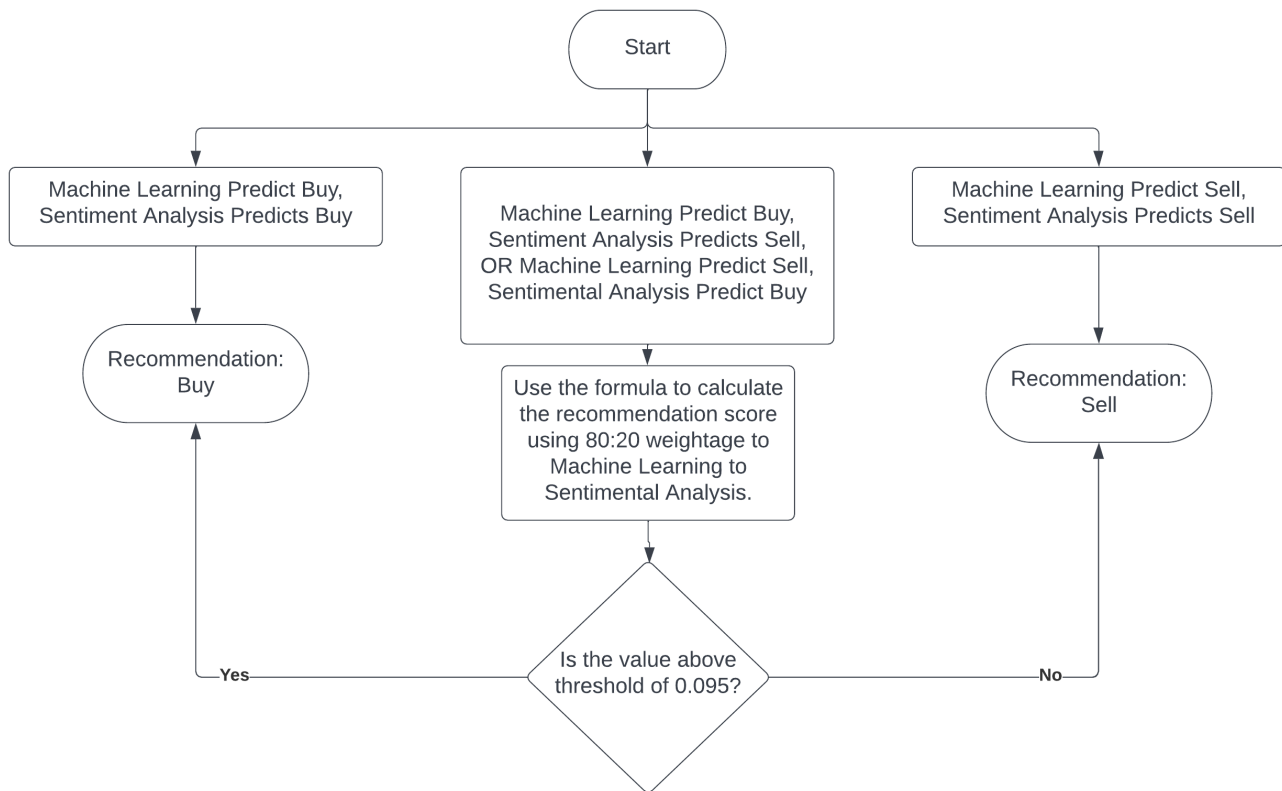 Start
Machine Learning Predict Buy,
Sentiment Analysis Predicts Buy
Machine Learning Predict Buy,
Sentiment Analysis Predicts Sell,
OR Machine Learning Predict Sell,
Sentimental Analysis Predict Buy
Machine Learning Predict Sell,
Sentiment Analysis Predicts Sell
Recommendation:
Buy
Use the formula to calculate
the recommendation score
using 80:20 weightage to
Machine Learning to
Sentimental Analysis.
Recommendation:
Sell
Is the value above
threshold of 0.095?
Yes
No